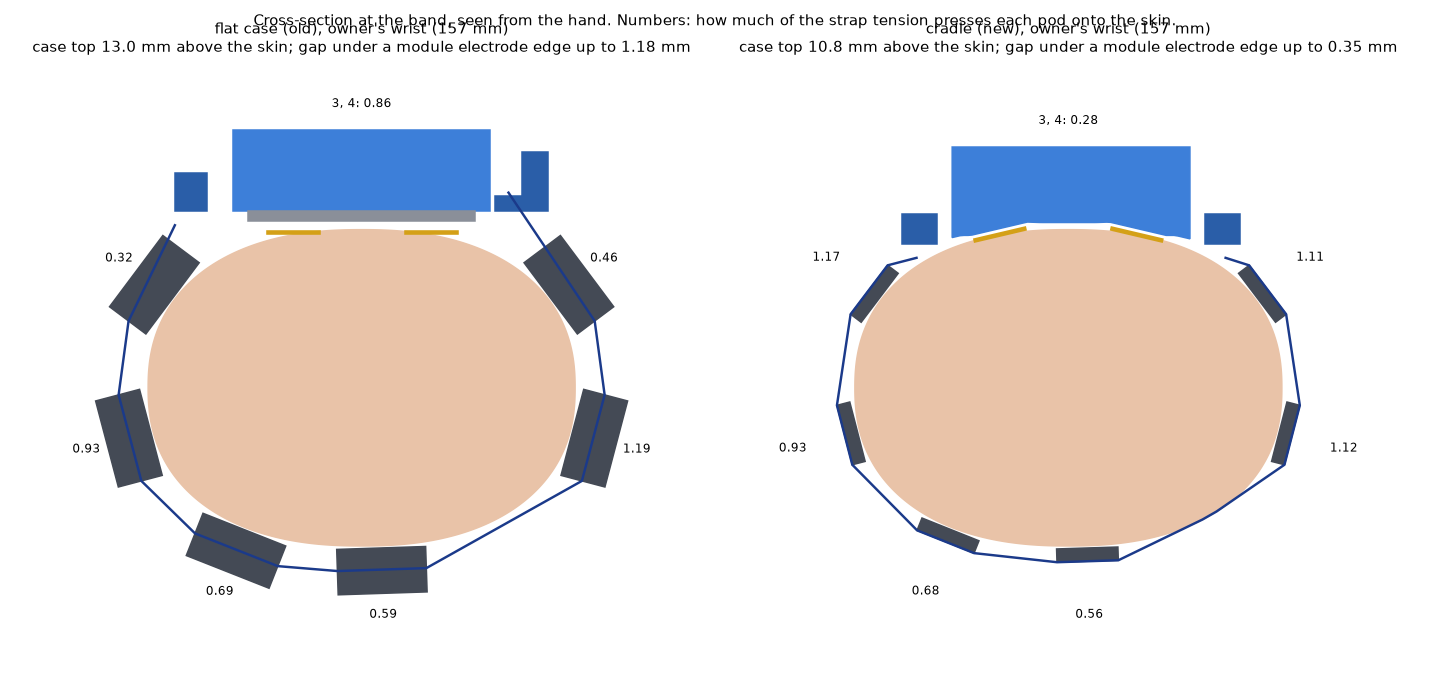 Cross-section at the band, seen from the hand. Numbers: how much of the strap tension presses each pod onto the skin.
flat case (old), owner's wrist (157 mm)
case top 13.0 mm above the skin; gap under a module electrode edge up to 1.18 mm
3, 4: 0.86
0.32
0.46
0.93
1.19
0.69
0.59
cradle (new), owner's wrist (157 mm)
case top 10.8 mm above the skin; gap under a module electrode edge up to 0.35 mm
3, 4: 0.28
1.17
1.11
0.93
1.12
0.68
0.56